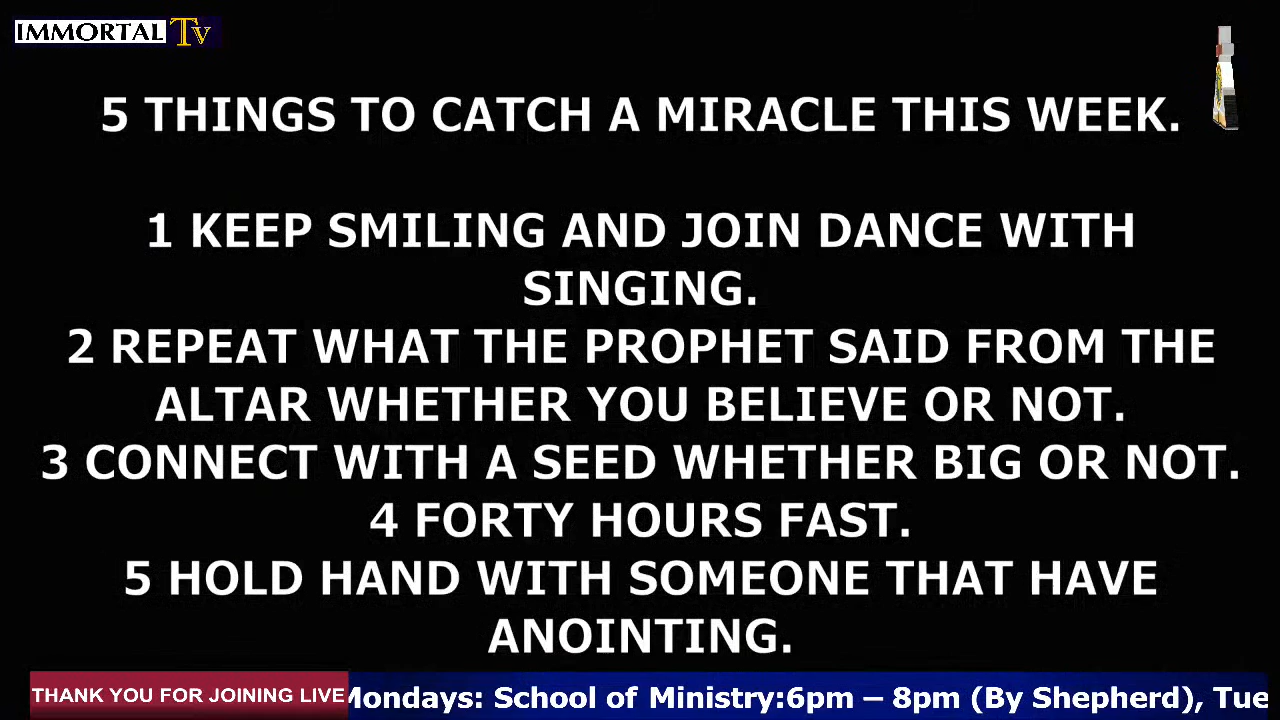 IMMORTAL Tv
5 THINGS TO CATCH A MIRACLE THIS WEEK.
1 KEEP SMILING AND JOIN DANCE WITH
SINGING.
2 REPEAT WHAT THE PROPHET SAID FROM THE
ALTAR WHETHER YOU BELIEVE OR NOT.
3 CONNECT WITH A SEED WHETHER BIG OR NOT.
4 FORTY HOURS FAST.
5 HOLD HAND WITH SOMEONE THAT HAVE
ANOINTING.
THANK YOU FOR JOINING LIVE Mondays: School of Ministry:6pm – 8pm (By Shepherd), Tue